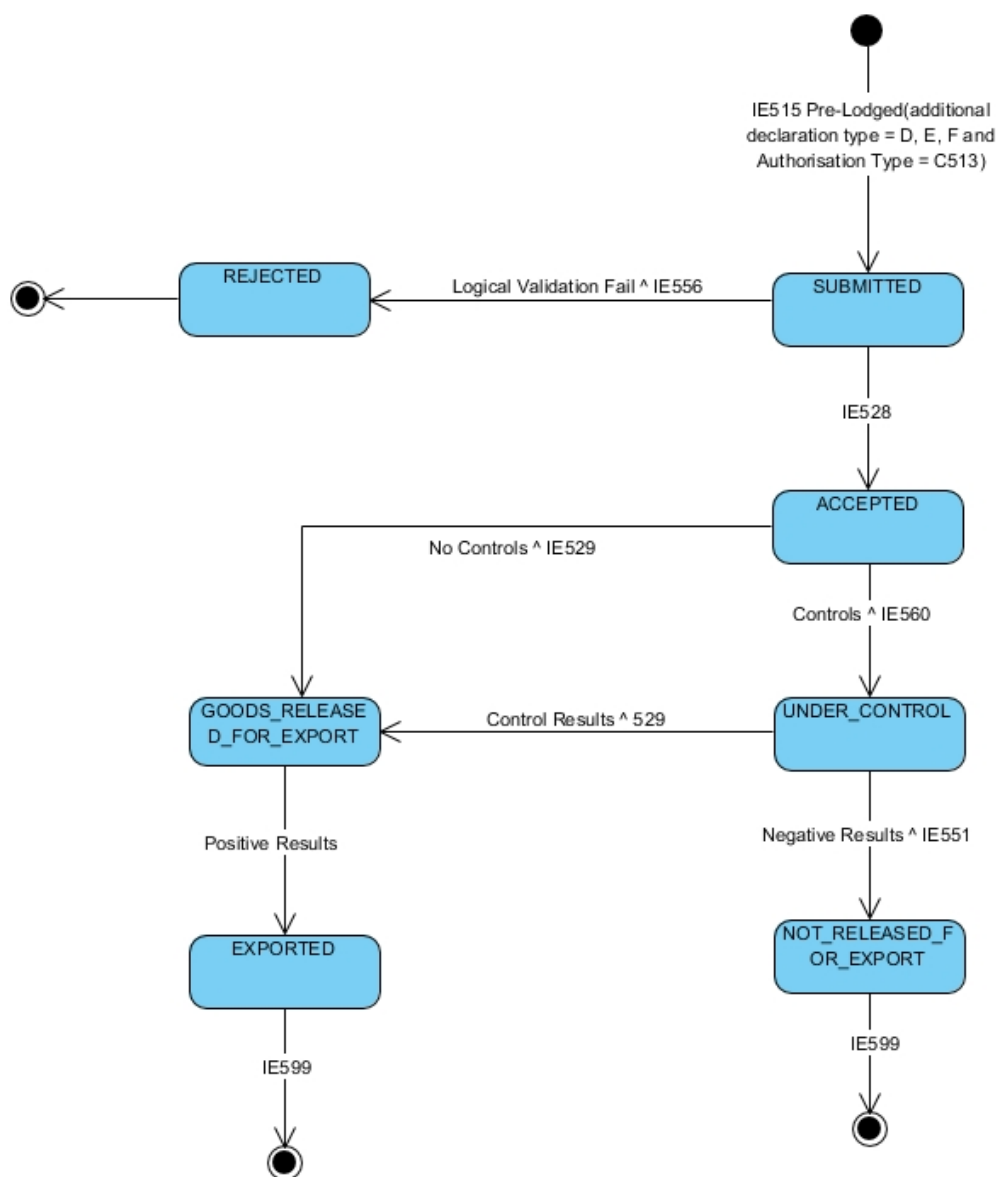 IE515 Pre-Lodged(additional
declaration type = D, E, F and
Authorisation Type = C513)
REJECTED
Logical Validation Fail ^ IE556
SUBMITTED
IE528
ACCEPTED
No Controls ^ IE529
Controls ^ IE560
GOODS_RELEASE
D_FOR_EXPORT
Control Results ^ 529
UNDER_CONTROL
Positive Results
Negative Results ^ IE551
EXPORTED
NOT_RELEASED_F
OR_EXPORT
IE599
IE599